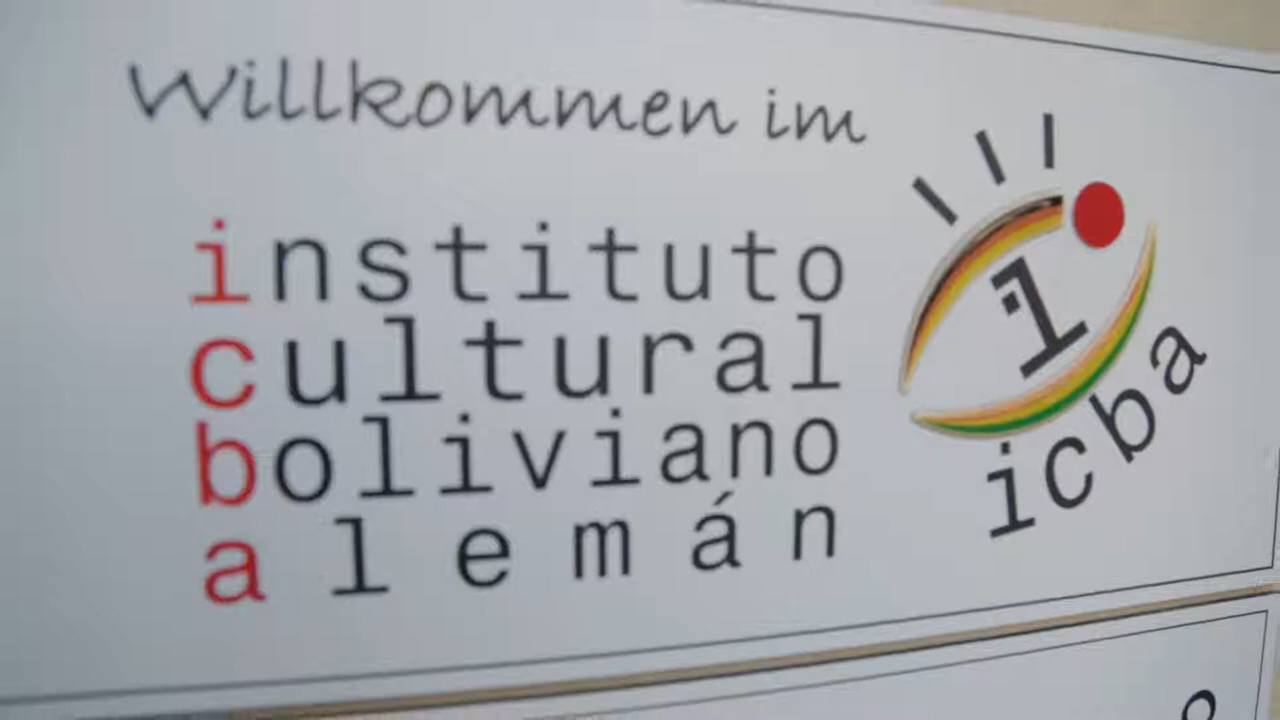 Willkommen im
instituto
cultural
boliviano
alemán
i
icba